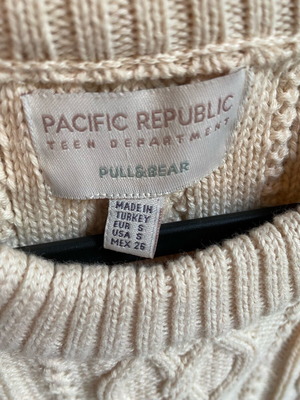 PACIFIC REPUBLIC
TEEN DEPARTMENT
PULL&BEAR
MADE IN
TURKEY
EUR S
USA S
MEX 26